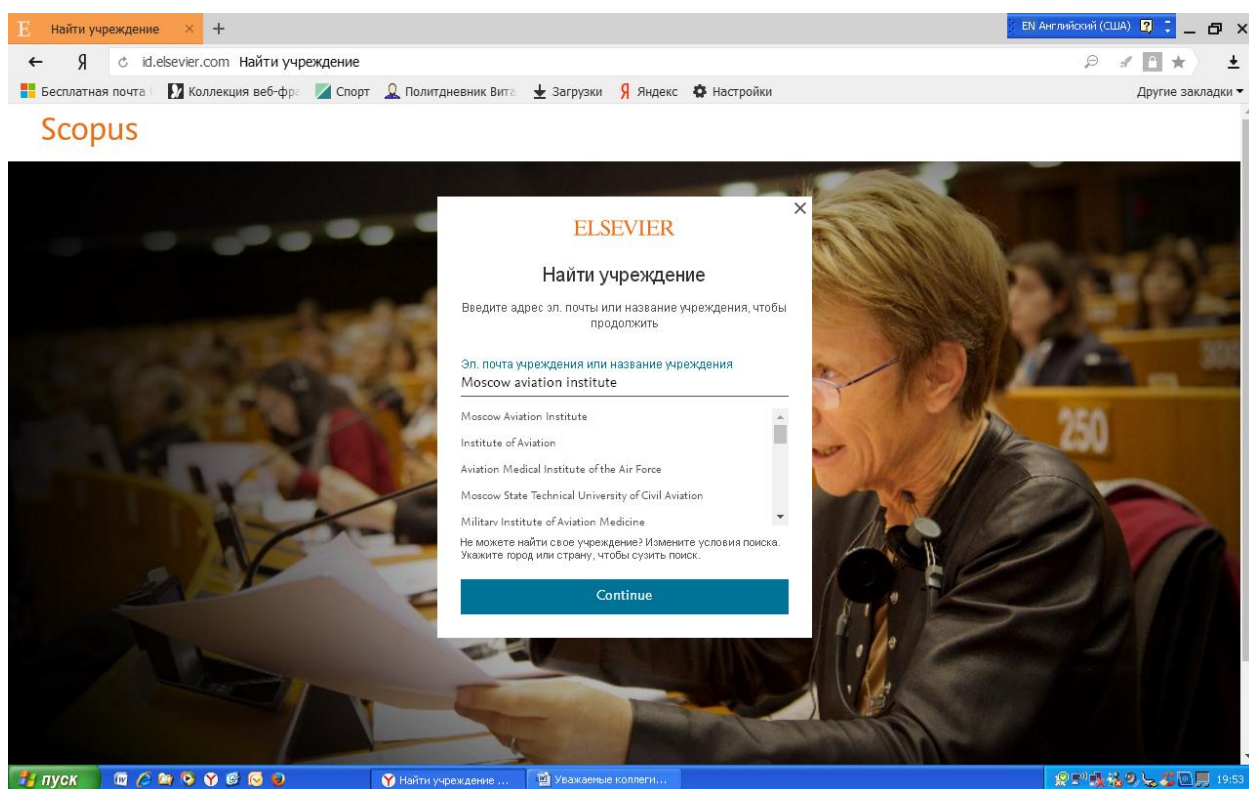 E Найти учреждение × +
EN Английский (США)
← Я id.elsevier.com Найти учреждение
Бесплатная почта Коллекция веб-фра Спорт Политдневник Вита Загрузки Яндекс Настройки Другие закладки
Scopus
ELSEVIER
Найти учреждение
Введите адрес эл. почты или название учреждения, чтобы
продолжить
Эл. почта учреждения или название учреждения
Moscow aviation institute
Moscow Aviation Institute
Institute of Aviation
Aviation Medical Institute of the Air Force
Moscow State Technical University of Civil Aviation
Military Institute of Aviation Medicine
Не можете найти свое учреждение? Измените условия поиска.
Укажите город или страну, чтобы сузить поиск.
Continue
250
пуск Найти учреждение ... Уважаемые коллеги... 19:53